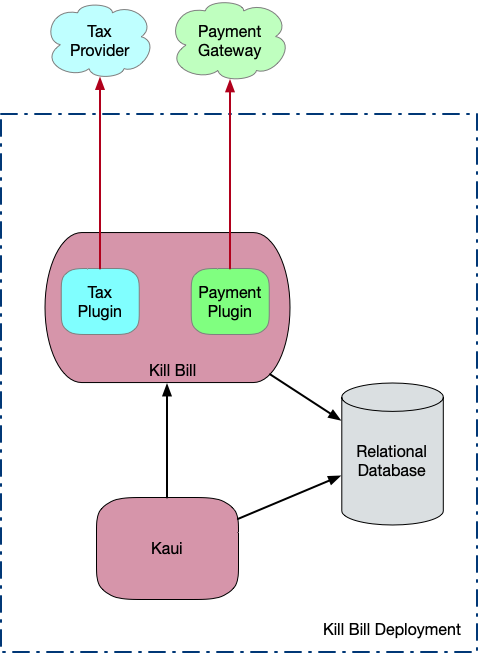 Tax
Provider
Payment
Gateway
Tax
Plugin
Payment
Plugin
Kill Bill
Relational
Database
Kaui
Kill Bill Deployment